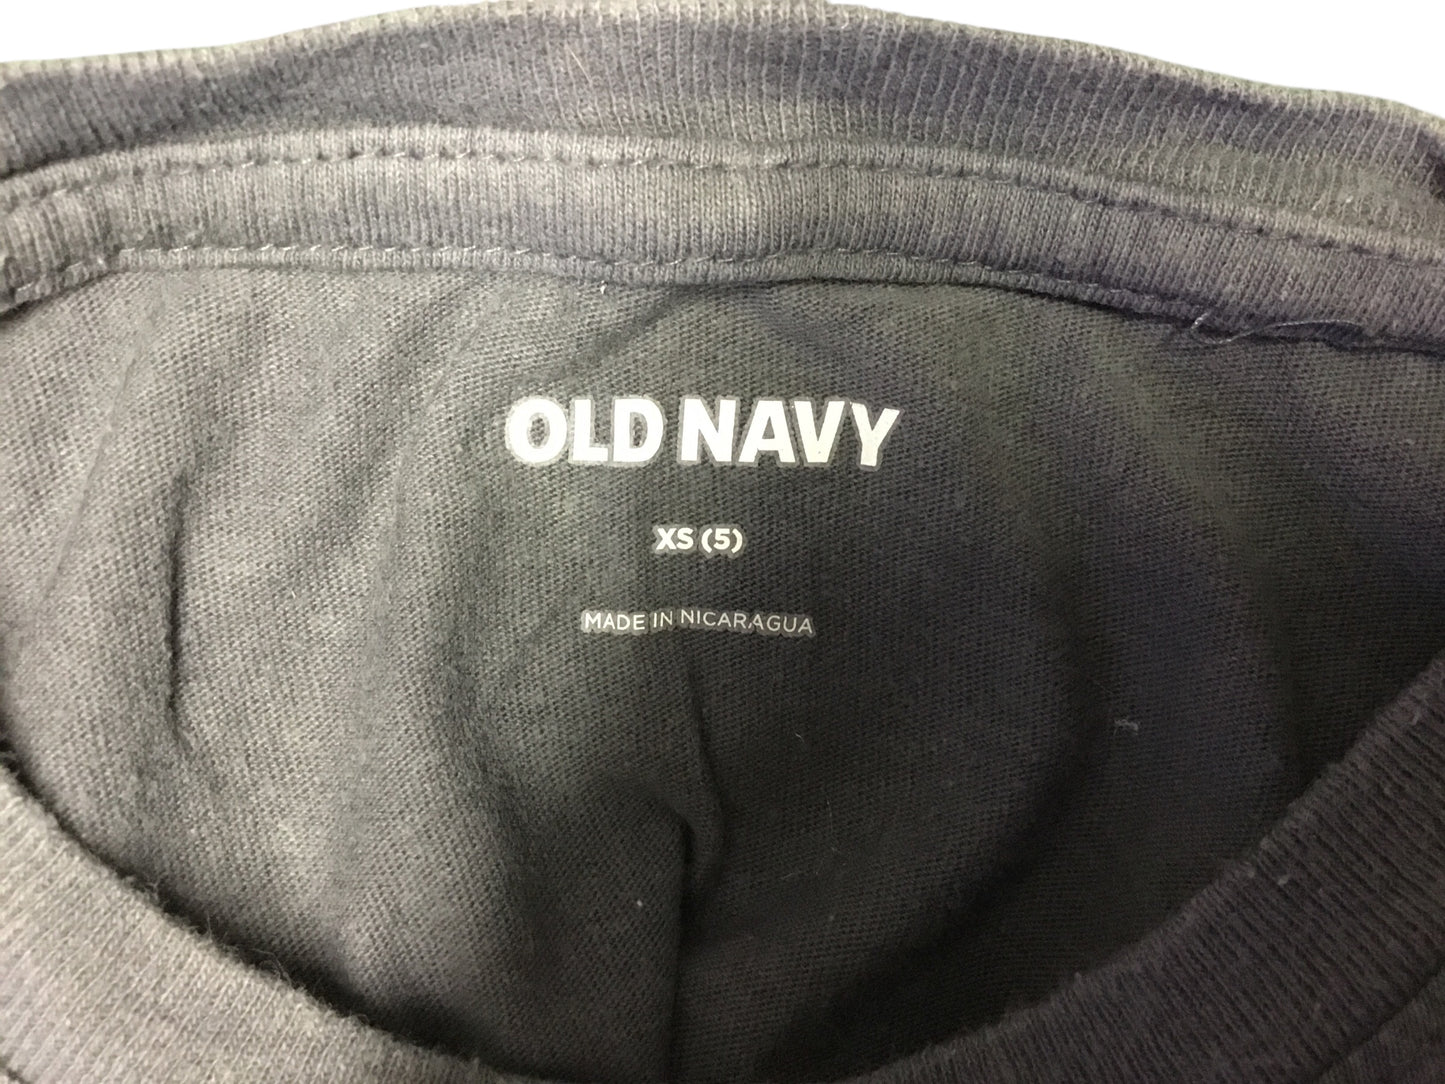 OLD NAVY
XS (5)
MADE IN NICARAGUA